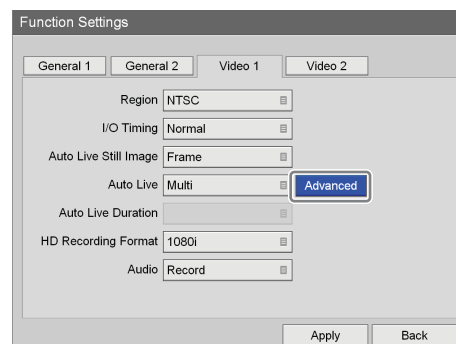 Function Settings
General 1 General 2 Video 1 Video 2
Region NTSC
I/O Timing Normal
Auto Live Still Image Frame
Auto Live Multi Advanced
Auto Live Duration
HD Recording Format 1080i
Audio Record
Apply Back